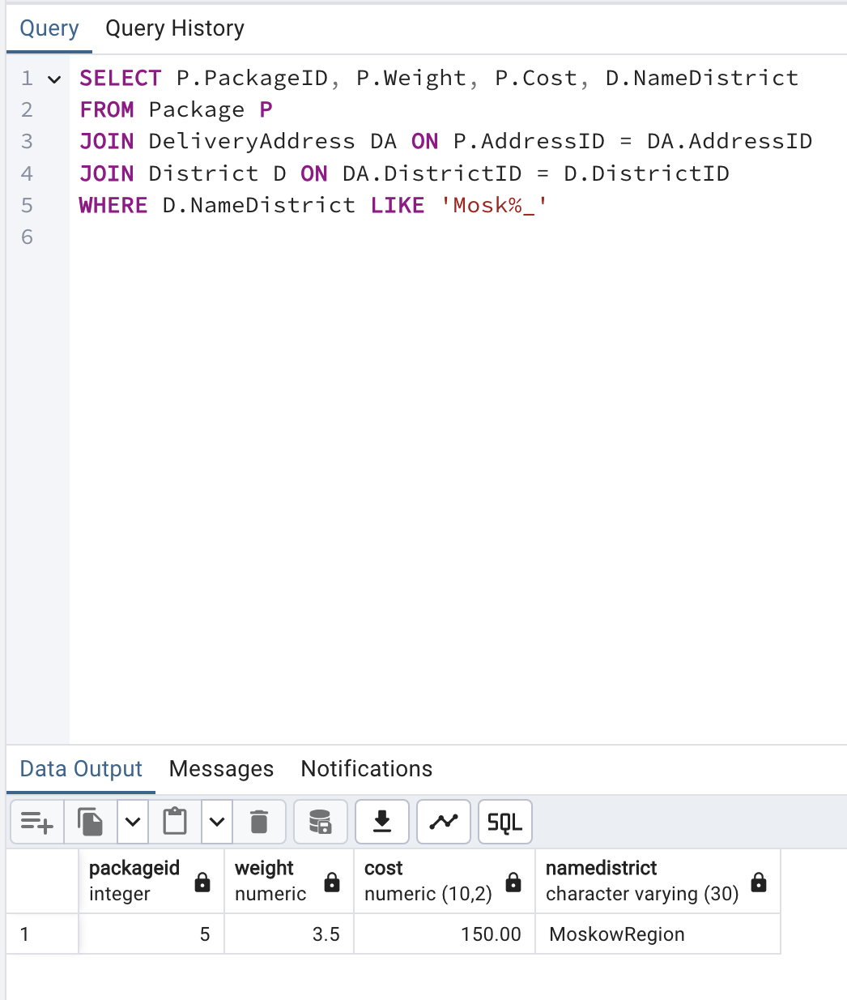 Query Query History
1 SELECT P.PackageID, P.Weight, P.Cost, D.NameDistrict
2 FROM Package P
3 JOIN DeliveryAddress DA ON P.AddressID = DA.AddressID
4 JOIN District D ON DA.DistrictID = D.DistrictID
5 WHERE D.NameDistrict LIKE 'Mosk%_'
6
Data Output Messages Notifications
SQL
packageid weight cost namedistrict
integer numeric numeric (10,2) character varying (30)
1 5 3.5 150.00 MoskowRegion